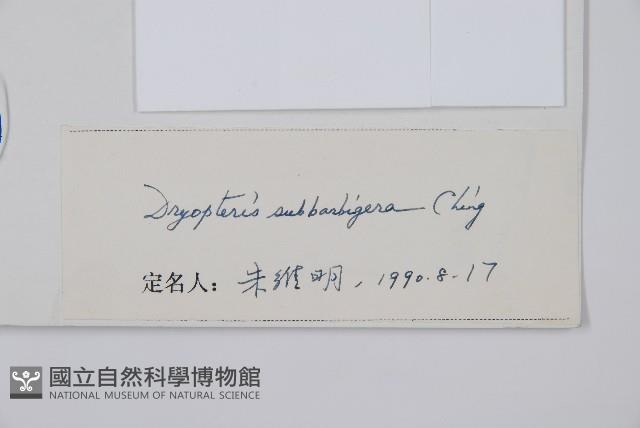 Dryopteris subbarbigera Ching
定名人: 朱維明, 1990.8-17
國立自然科學博物館
NATIONAL MUSEUM OF NATURAL SCIENCE